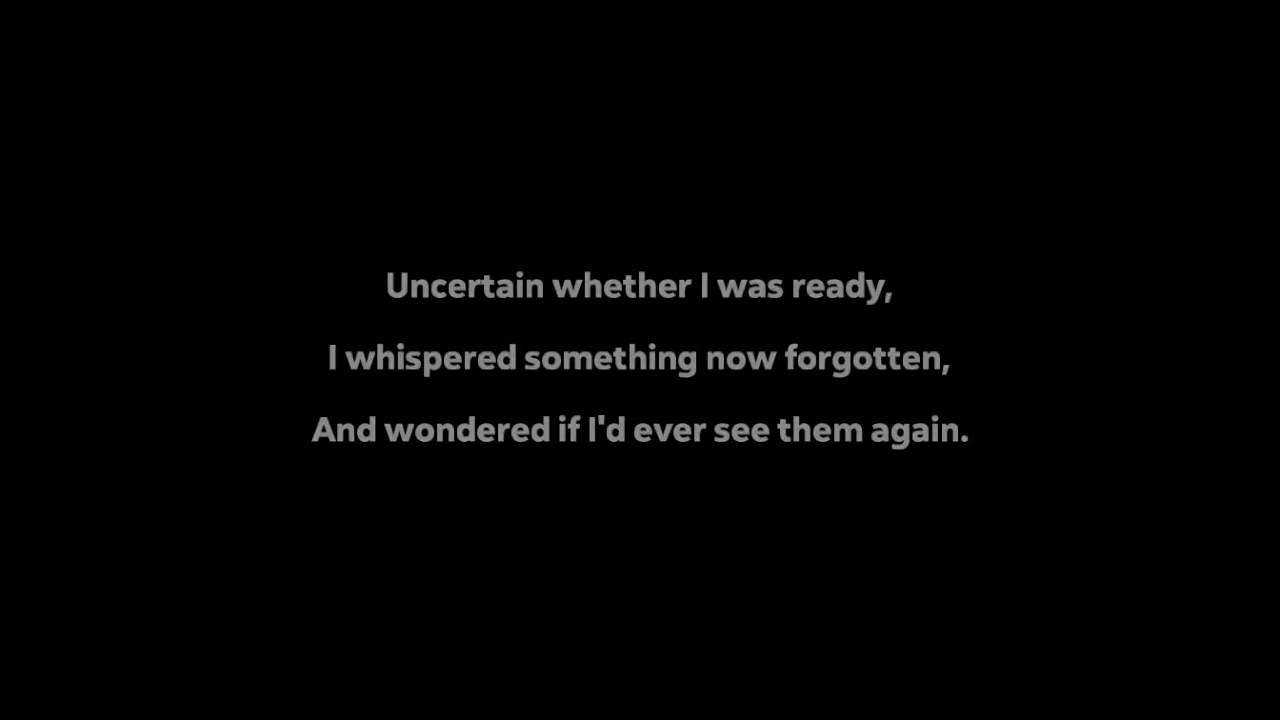 Uncertain whether I was ready,
I whispered something now forgotten,
And wondered if I'd ever see them again.